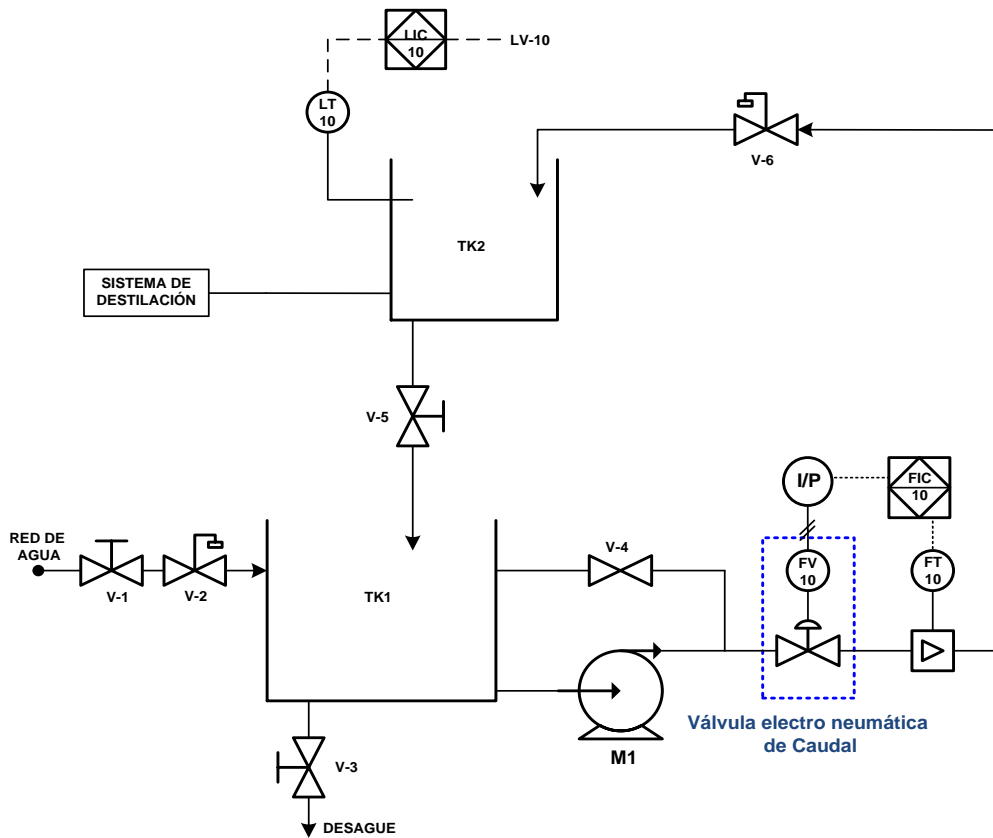 LIC
10
LV-10
LT
10
V-6
TK2
SISTEMA DE
DESTILACIÓN
V-5
I/P
FIC
10
RED DE
AGUA
V-1
V-2
TK1
V-4
FV
10
FT
10
Válvula electro neumática
de Caudal
M1
V-3
DESAGUE